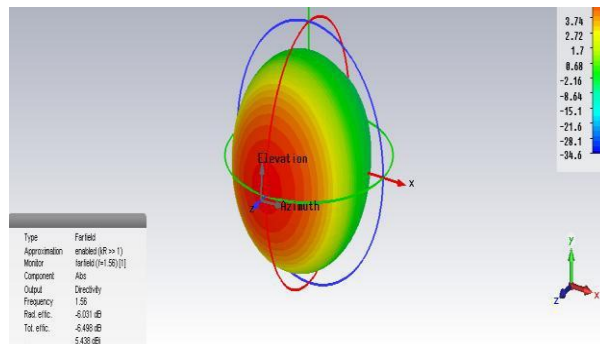 3.74
2.72
1.7
0.68
-2.16
-8.64
-15.1
-21.6
-28.1
-34.6
Elevation
Azimuth
x
z
y
x
z
Type Farfield
Approximation enabled (kR >> 1)
Monitor farfield (f=1.56) [1]
Component Abs
Output Directivity
Frequency 1.56
Rad. effic. -6.031 dB
Tot. effic. -6.498 dB
5.438 dBi